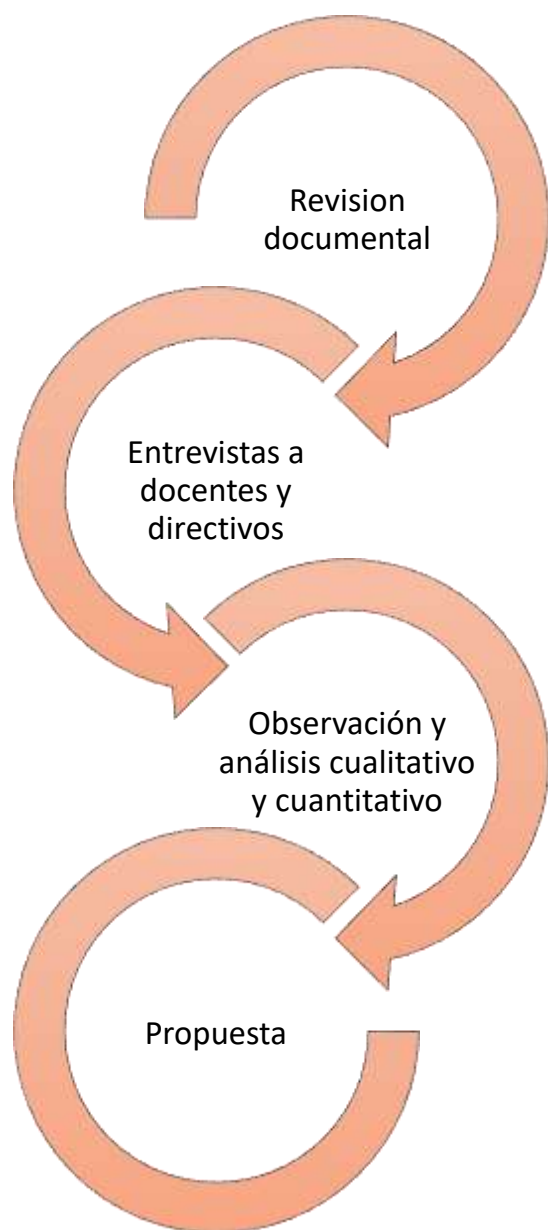 Revision
documental
Entrevistas a
docentes y
directivos
Observación y
análisis cualitativo
y cuantitativo
Propuesta